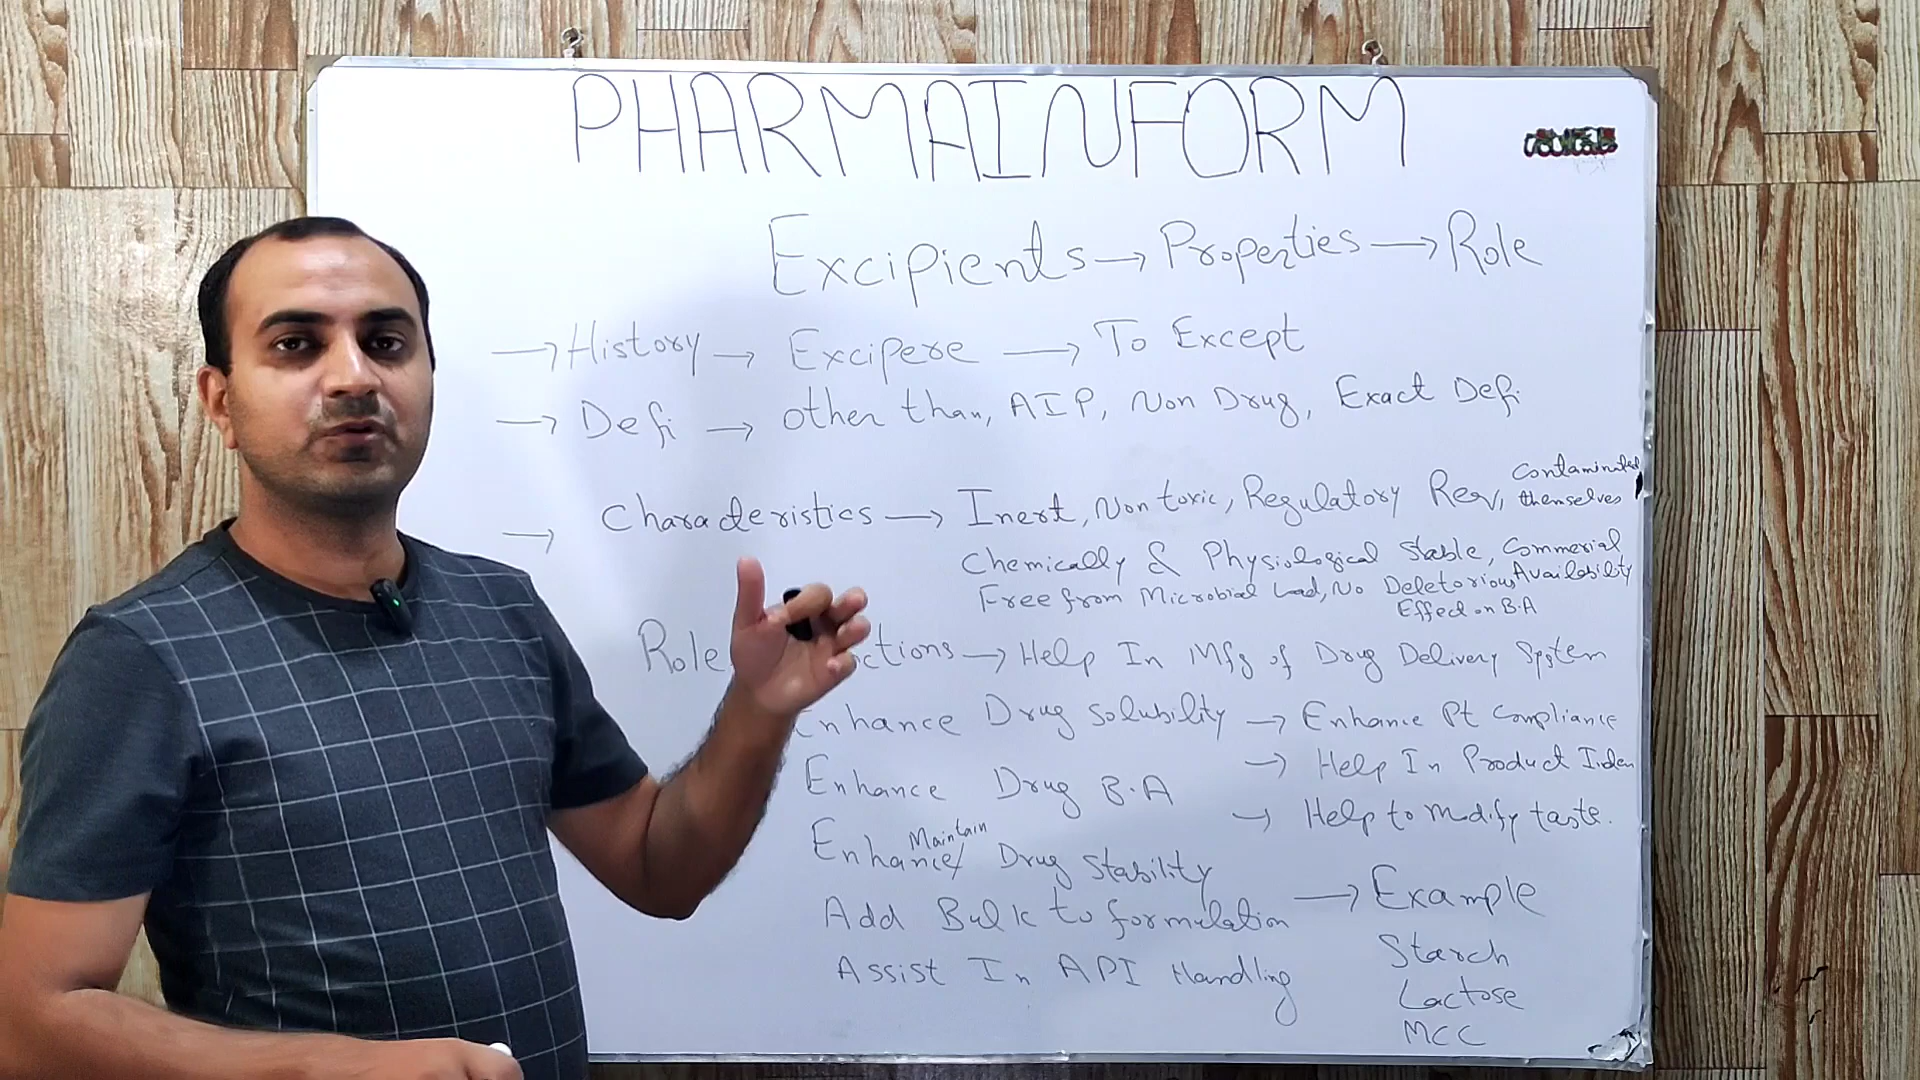 PHARMAINFORM
Excipients → Properties → Role
→ History → Excipere → To Except
→ Defi → other than, AIP, Non Drug, Exact Defi
→ Characteristics → Inert, Non toxic, Regulatory Req, Contaminated themselves
Chemically & Physiological Stable, Commerial Availability
Free from Microbial Load, No Deletorious Effect on B.A
Role ctions → Help In Mfg of Drug Delivery System
Enhance Drug Solubility → Enhance Pt Compliance
→ Help In Product Iden
Enhance Drug B.A
→ Help to modify taste.
Enhance/ Maintain Drug Stability
Add Bulk to formulation → Example
Assist In API Handling
Starch
Lactose
MCC